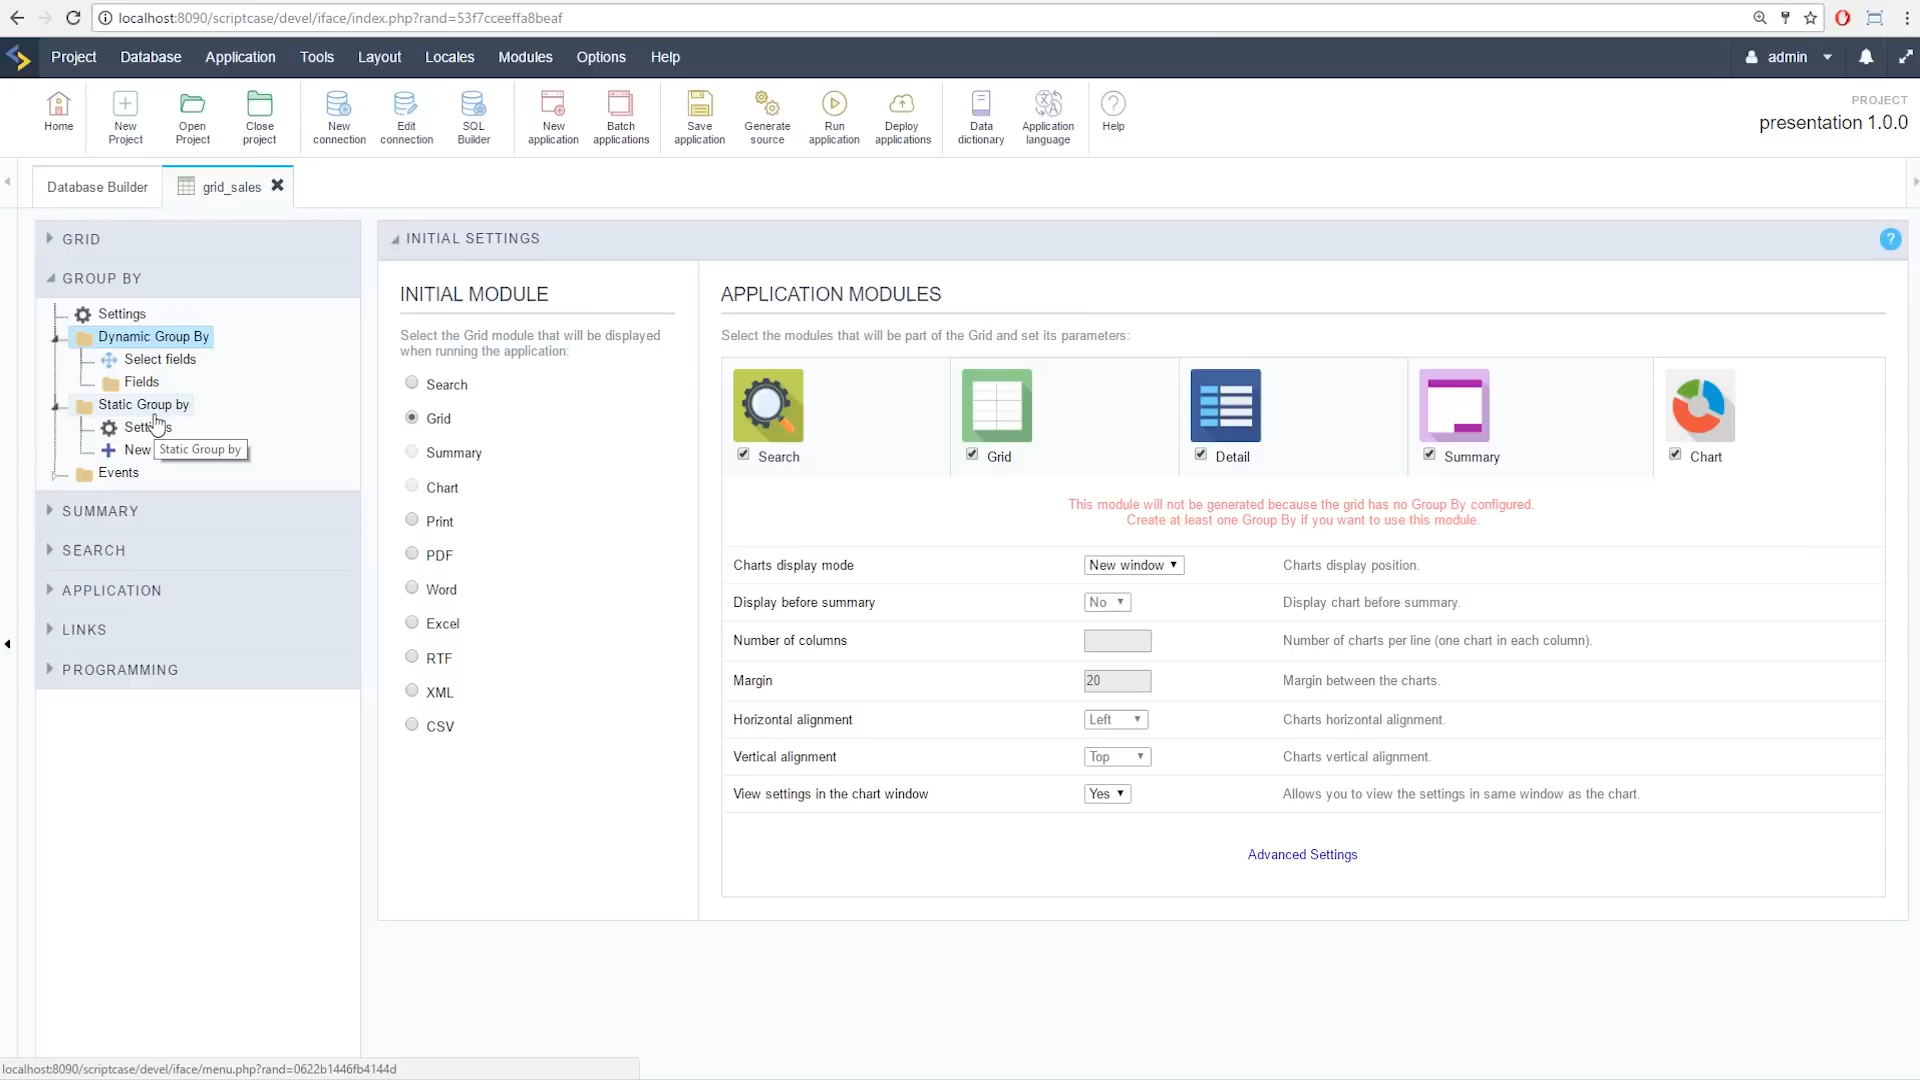 localhost:8090/scriptcase/devel/iface/index.php?rand=53f7cceeffa8beaf
Project Database Application Tools Layout Locales Modules Options Help admin
Home
New Project
Open Project
Close project
New connection
Edit connection
SQL Builder
New application
Batch applications
Save application
Generate source
Run application
Deploy applications
Data dictionary
Application language
Help
PROJECT
presentation 1.0.0
Database Builder
grid_sales
GRID
GROUP BY
Settings
Dynamic Group By
Select fields
Fields
Static Group by
New
Static Group by
Events
SUMMARY
SEARCH
APPLICATION
LINKS
PROGRAMMING
INITIAL SETTINGS
?
INITIAL MODULE
Select the Grid module that will be displayed
when running the application:
Search
Grid
Summary
Chart
Print
PDF
Word
Excel
RTF
XML
CSV
APPLICATION MODULES
Select the modules that will be part of the Grid and set its parameters:
Search
Grid
Detail
Summary
Chart
This module will not be generated because the grid has no Group By configured.
Create at least one Group By if you want to use this module.
Charts display mode New window Charts display position.
Display before summary No Display chart before summary.
Number of columns Number of charts per line (one chart in each column).
Margin 20 Margin between the charts.
Horizontal alignment Left Charts horizontal alignment.
Vertical alignment Top Charts vertical alignment.
View settings in the chart window Yes Allows you to view the settings in same window as the chart.
Advanced Settings
localhost:8090/scriptcase/devel/iface/menu.php?rand=0622b1446fb4144d